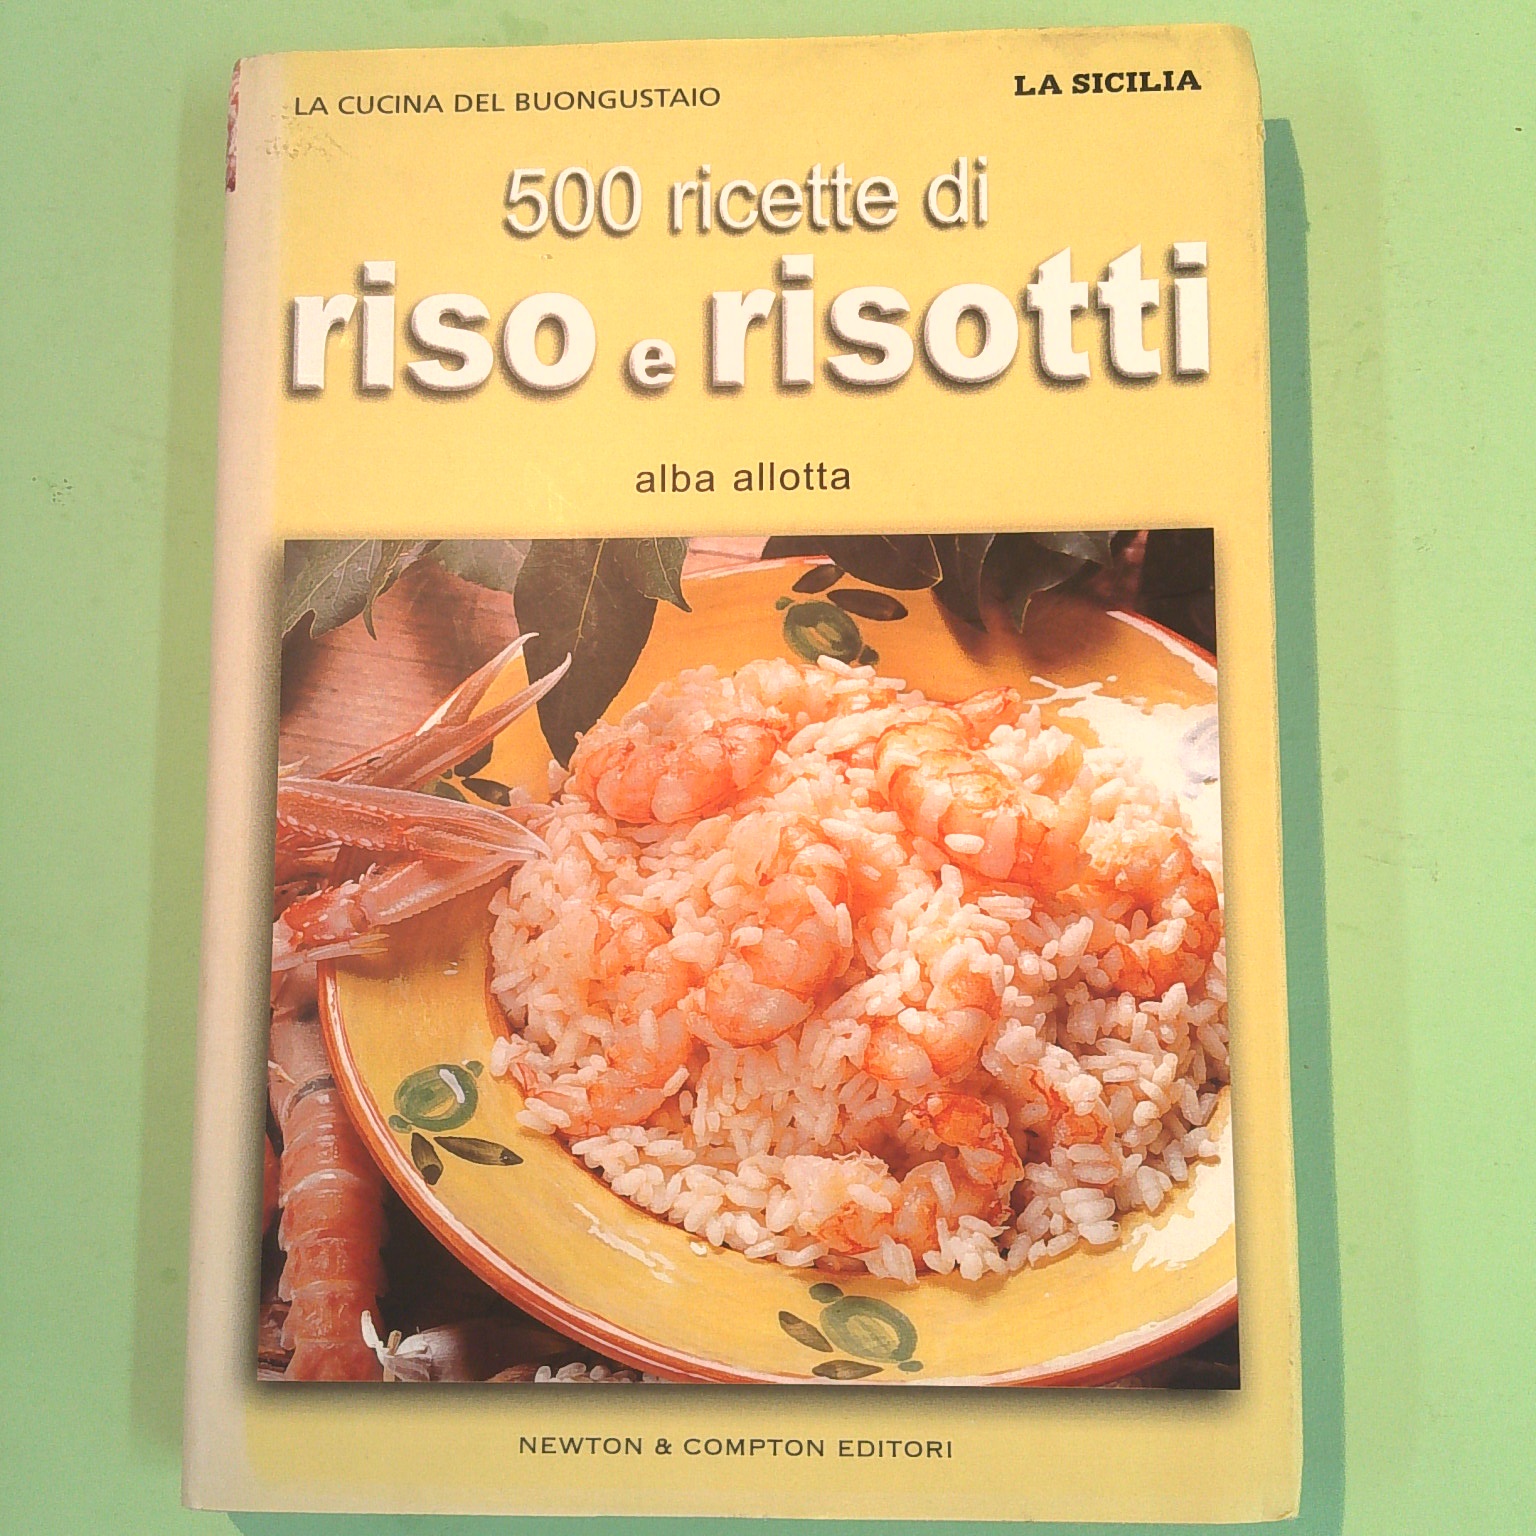 LA CUCINA DEL BUONGUSTAIO
LA SICILIA
500 ricette di
riso e risotti
alba allotta
NEWTON & COMPTON EDITORI